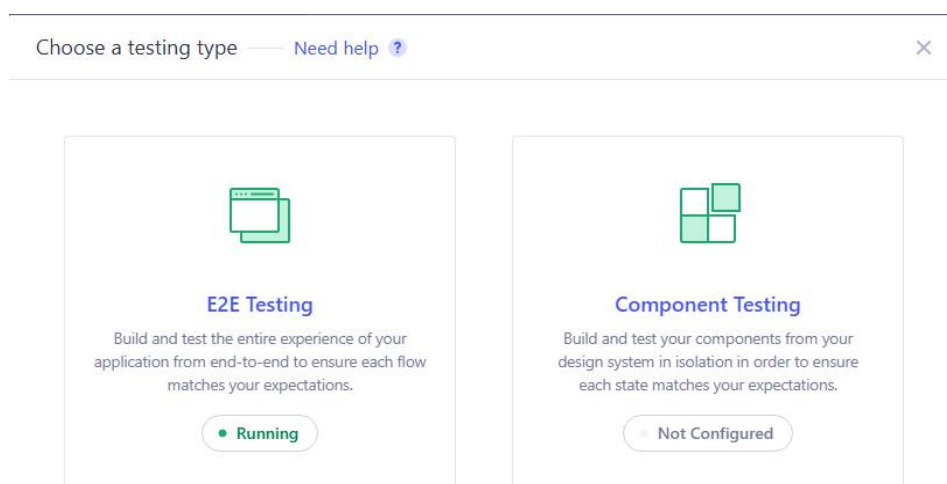 Choose a testing type Need help ?
E2E Testing
Build and test the entire experience of your
application from end-to-end to ensure each flow
matches your expectations.
Running
Component Testing
Build and test your components from your
design system in isolation in order to ensure
each state matches your expectations.
Not Configured